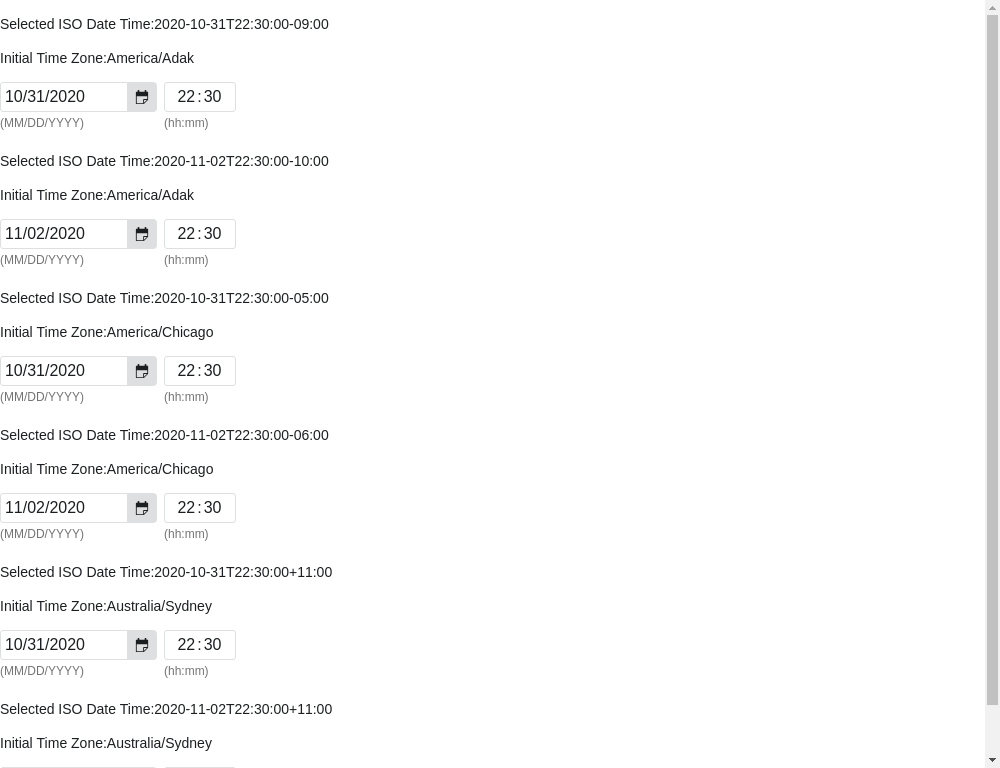 Selected ISO Date Time:2020-10-31T22:30:00-09:00
Initial Time Zone:America/Adak
10/31/2020 22:30
(MM/DD/YYYY) (hh:mm)
Selected ISO Date Time:2020-11-02T22:30:00-10:00
Initial Time Zone:America/Adak
11/02/2020 22:30
(MM/DD/YYYY) (hh:mm)
Selected ISO Date Time:2020-10-31T22:30:00-05:00
Initial Time Zone:America/Chicago
10/31/2020 22:30
(MM/DD/YYYY) (hh:mm)
Selected ISO Date Time:2020-11-02T22:30:00-06:00
Initial Time Zone:America/Chicago
11/02/2020 22:30
(MM/DD/YYYY) (hh:mm)
Selected ISO Date Time:2020-10-31T22:30:00+11:00
Initial Time Zone:Australia/Sydney
10/31/2020 22:30
(MM/DD/YYYY) (hh:mm)
Selected ISO Date Time:2020-11-02T22:30:00+11:00
Initial Time Zone:Australia/Sydney